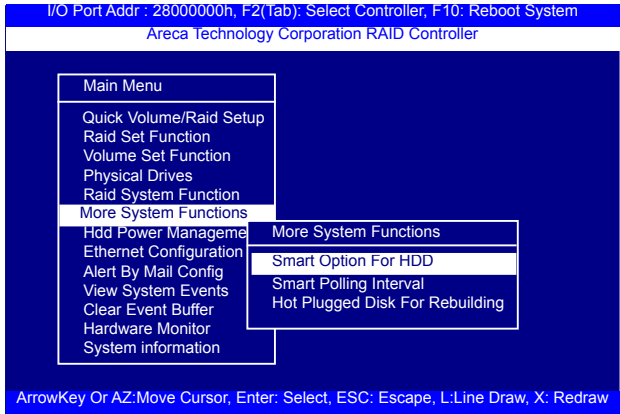 I/O Port Addr : 28000000h, F2(Tab): Select Controller, F10: Reboot System
Areca Technology Corporation RAID Controller
Main Menu
Quick Volume/Raid Setup
Raid Set Function
Volume Set Function
Physical Drives
Raid System Function
More System Functions
Hdd Power Manageme
Ethernet Configuration
Alert By Mail Config
View System Events
Clear Event Buffer
Hardware Monitor
System information
More System Functions
Smart Option For HDD
Smart Polling Interval
Hot Plugged Disk For Rebuilding
ArrowKey Or AZ:Move Cursor, Enter: Select, ESC: Escape, L:Line Draw, X: Redraw